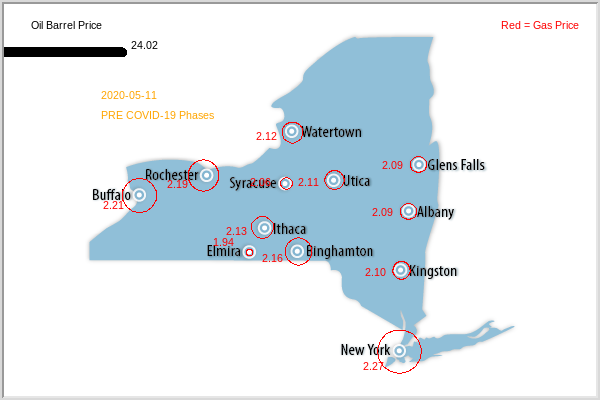 Oil Barrel Price
Red = Gas Price
24.02
2020-05-11
PRE COVID-19 Phases
2.12 Watertown
2.09 Glens Falls
Rochester
2.19
Syracuse
2.11 Utica
Buffalo
2.21
2.09 Albany
2.13 Ithaca
1.94
Elmira
2.16 Binghamton
2.10 Kingston
New York
2.27